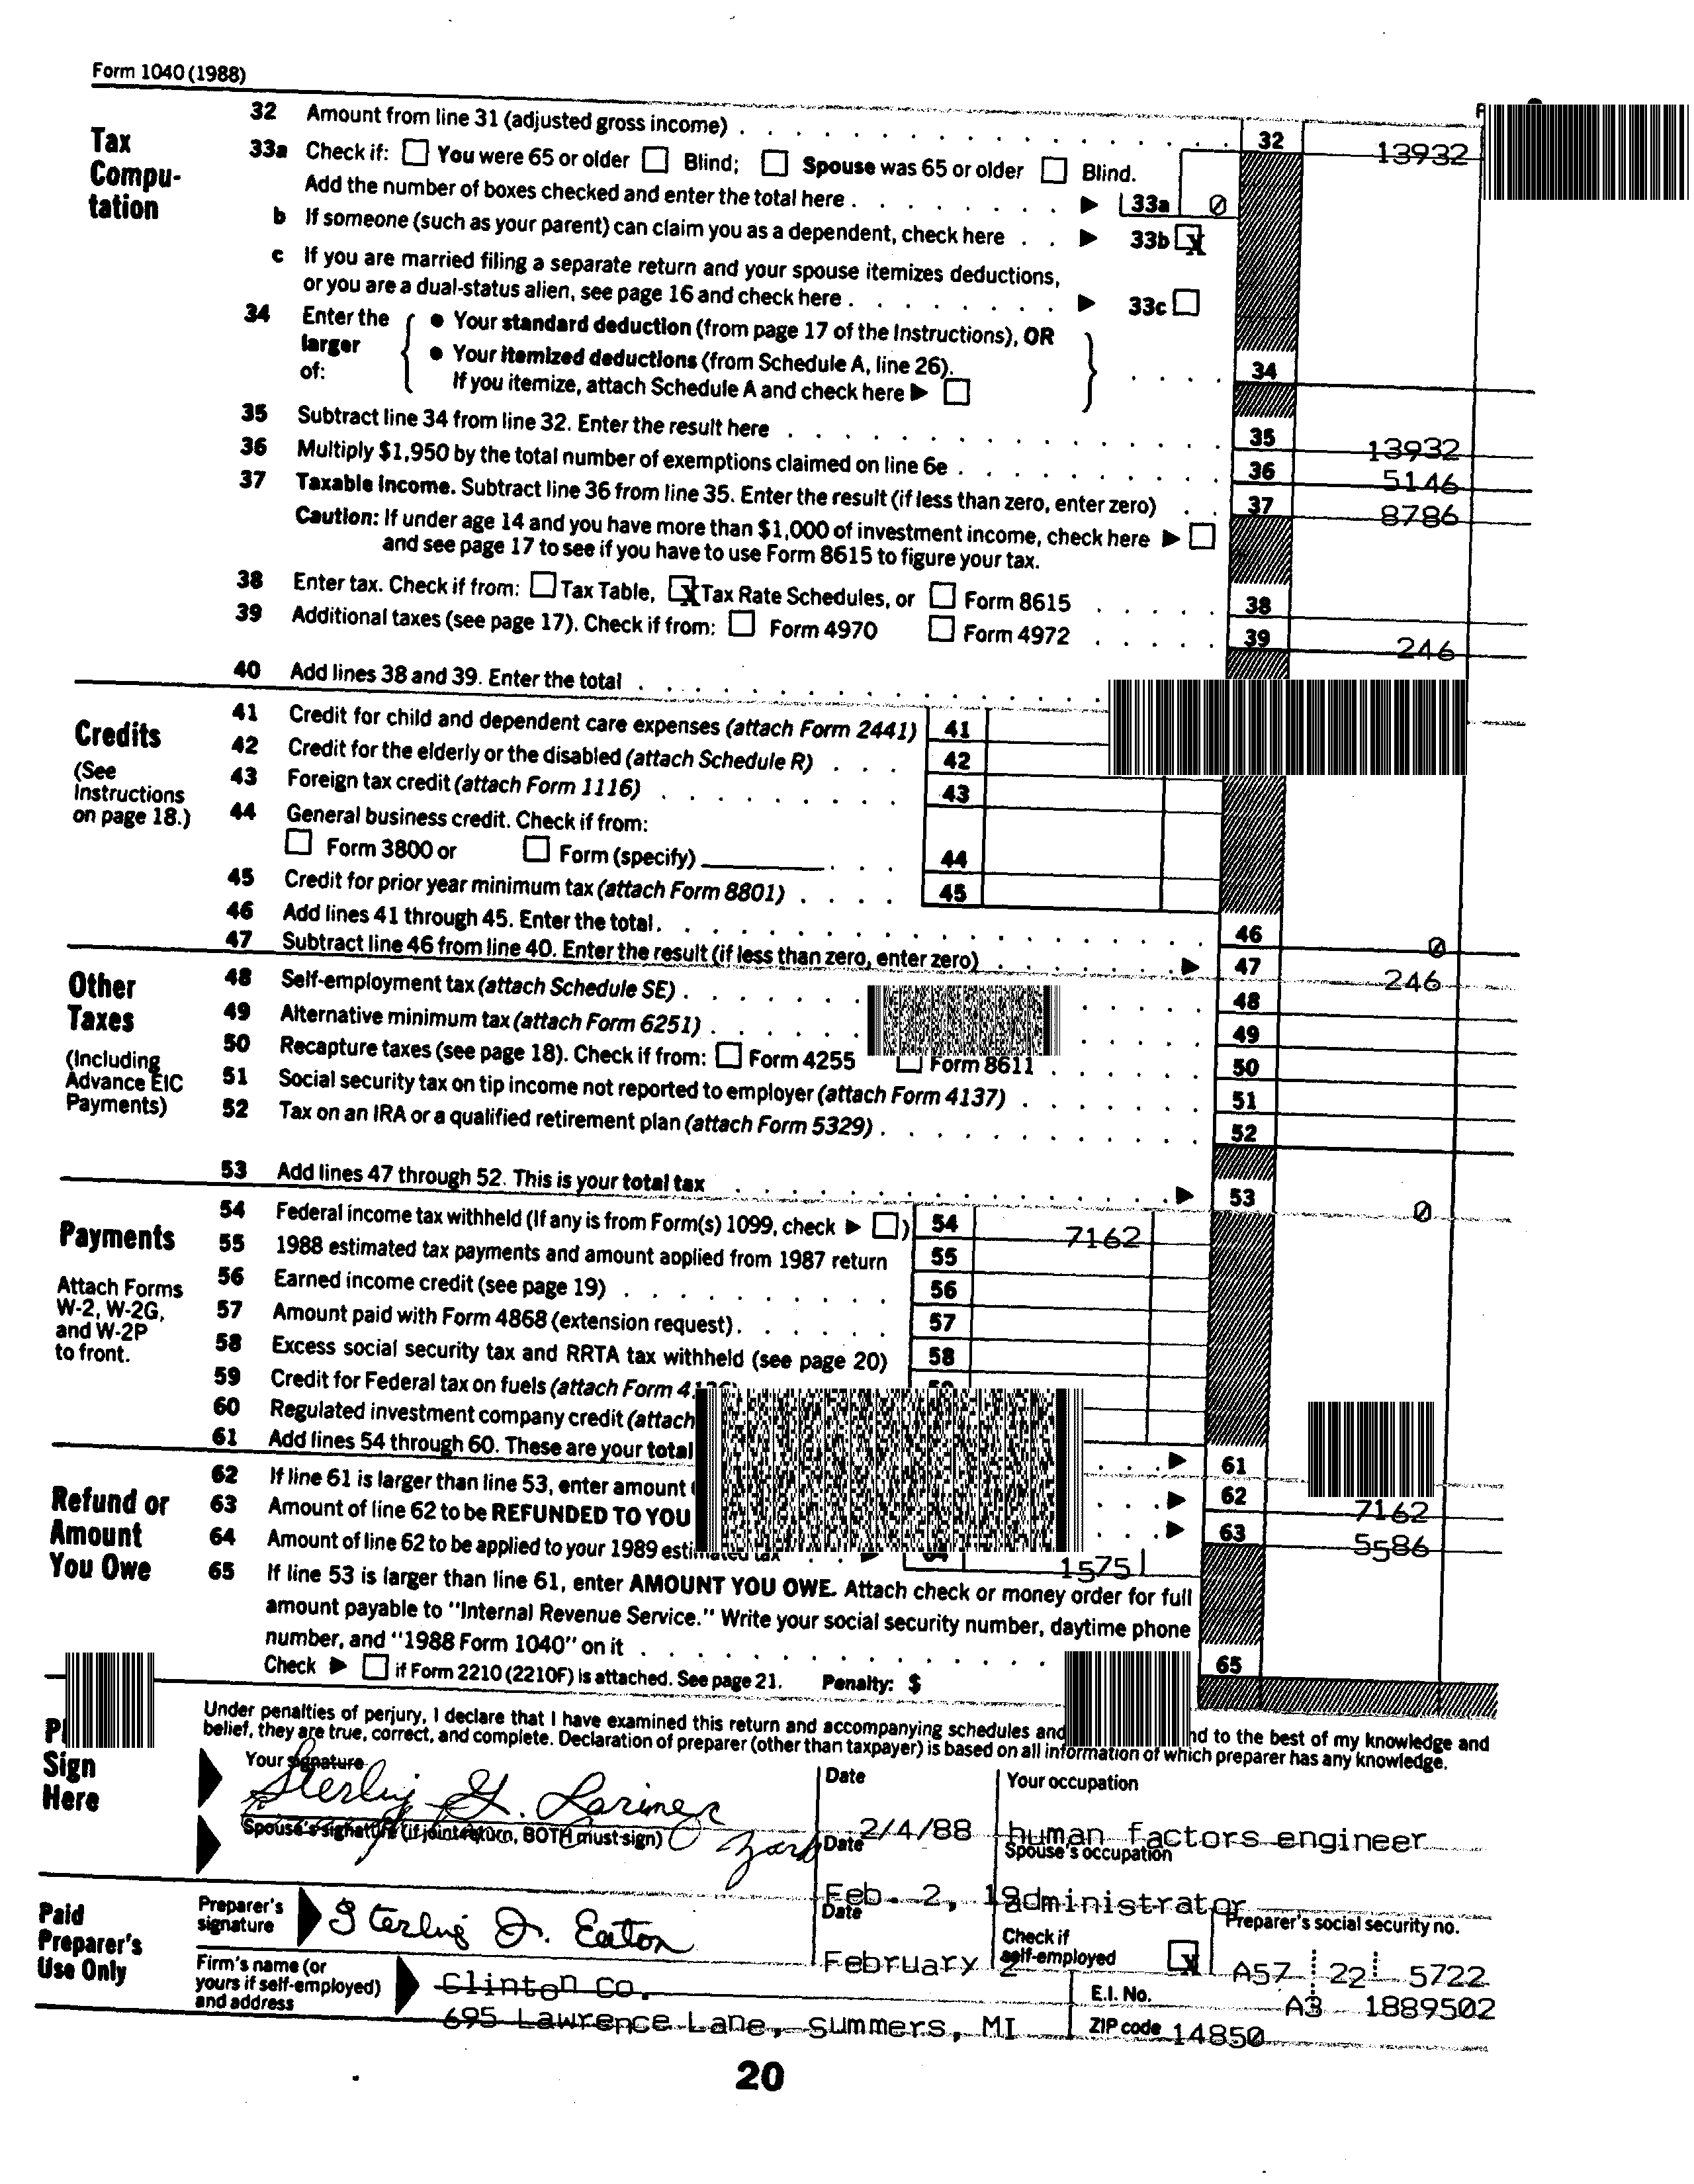 Form 1040 (1988)
Tax Compu-tation
32 Amount from line 31 (adjusted gross income) 32 13932
33a Check if: You were 65 or older Blind; Spouse was 65 or older Blind.
Add the number of boxes checked and enter the total here 33a 0
b If someone (such as your parent) can claim you as a dependent, check here 33b X
c If you are married filing a separate return and your spouse itemizes deductions,
or you are a dual-status alien, see page 16 and check here 33c
34 Enter the larger of:
• Your standard deduction (from page 17 of the Instructions), OR
• Your itemized deductions (from Schedule A, line 26).
If you itemize, attach Schedule A and check here 34
35 Subtract line 34 from line 32. Enter the result here 35 13932
36 Multiply $1,950 by the total number of exemptions claimed on line 6e 36 5146
37 Taxable Income. Subtract line 36 from line 35. Enter the result (if less than zero, enter zero) 37 8786
Caution: If under age 14 and you have more than $1,000 of investment income, check here
and see page 17 to see if you have to use Form 8615 to figure your tax.
38 Enter tax. Check if from: Tax Table, X Tax Rate Schedules, or Form 8615 38
39 Additional taxes (see page 17). Check if from: Form 4970 Form 4972 39 246
40 Add lines 38 and 39. Enter the total
Credits
(See Instructions on page 18.)
41 Credit for child and dependent care expenses (attach Form 2441) 41
42 Credit for the elderly or the disabled (attach Schedule R) 42
43 Foreign tax credit (attach Form 1116) 43
44 General business credit. Check if from:
Form 3800 or Form (specify) 44
45 Credit for prior year minimum tax (attach Form 8801) 45
46 Add lines 41 through 45. Enter the total. 46 0
47 Subtract line 46 from line 40. Enter the result (if less than zero, enter zero) 47 246
Other Taxes
(Including Advance EIC Payments)
48 Self-employment tax (attach Schedule SE) 48
49 Alternative minimum tax (attach Form 6251) 49
50 Recapture taxes (see page 18). Check if from: Form 4255 Form 8611 50
51 Social security tax on tip income not reported to employer (attach Form 4137) 51
52 Tax on an IRA or a qualified retirement plan (attach Form 5329) 52
53 Add lines 47 through 52. This is your total tax 53 0
Payments
Attach Forms W-2, W-2G, and W-2P to front.
54 Federal income tax withheld (If any is from Form(s) 1099, check ) 54 7162
55 1988 estimated tax payments and amount applied from 1987 return 55
56 Earned income credit (see page 19) 56
57 Amount paid with Form 4868 (extension request) 57
58 Excess social security tax and RRTA tax withheld (see page 20) 58
59 Credit for Federal tax on fuels (attach Form
60 Regulated investment company credit (attach
61 Add lines 54 through 60. These are your total 61
Refund or Amount You Owe
62 If line 61 is larger than line 53, enter amount 62 7162
63 Amount of line 62 to be REFUNDED TO YOU 63 5586
64 Amount of line 62 to be applied to your 1989 estimated tax 64 1575
65 If line 53 is larger than line 61, enter AMOUNT YOU OWE. Attach check or money order for full
amount payable to "Internal Revenue Service." Write your social security number, daytime phone
number, and "1988 Form 1040" on it 65
Check if Form 2210 (2210F) is attached. See page 21. Penalty: $
Sign Here
Under penalties of perjury, I declare that I have examined this return and accompanying schedules and to the best of my knowledge and
belief, they are true, correct, and complete. Declaration of preparer (other than taxpayer) is based on all information of which preparer has any knowledge.
Your signature Date Your occupation
Sterling G. Larimer 2/4/88 human factors engineer
Spouse's signature (if joint return, BOTH must sign) Date Spouse's occupation
Feb. 2, administrator
Paid Preparer's Use Only
Preparer's signature Sterling J. Eaton Date February 2 Check if self-employed X Preparer's social security no. A57 22 5722
Firm's name (or yours if self-employed) and address Clinton co. E.I. No. A3 1889502
695 Lawrence Lane, summers, MI ZIP code 14850
20